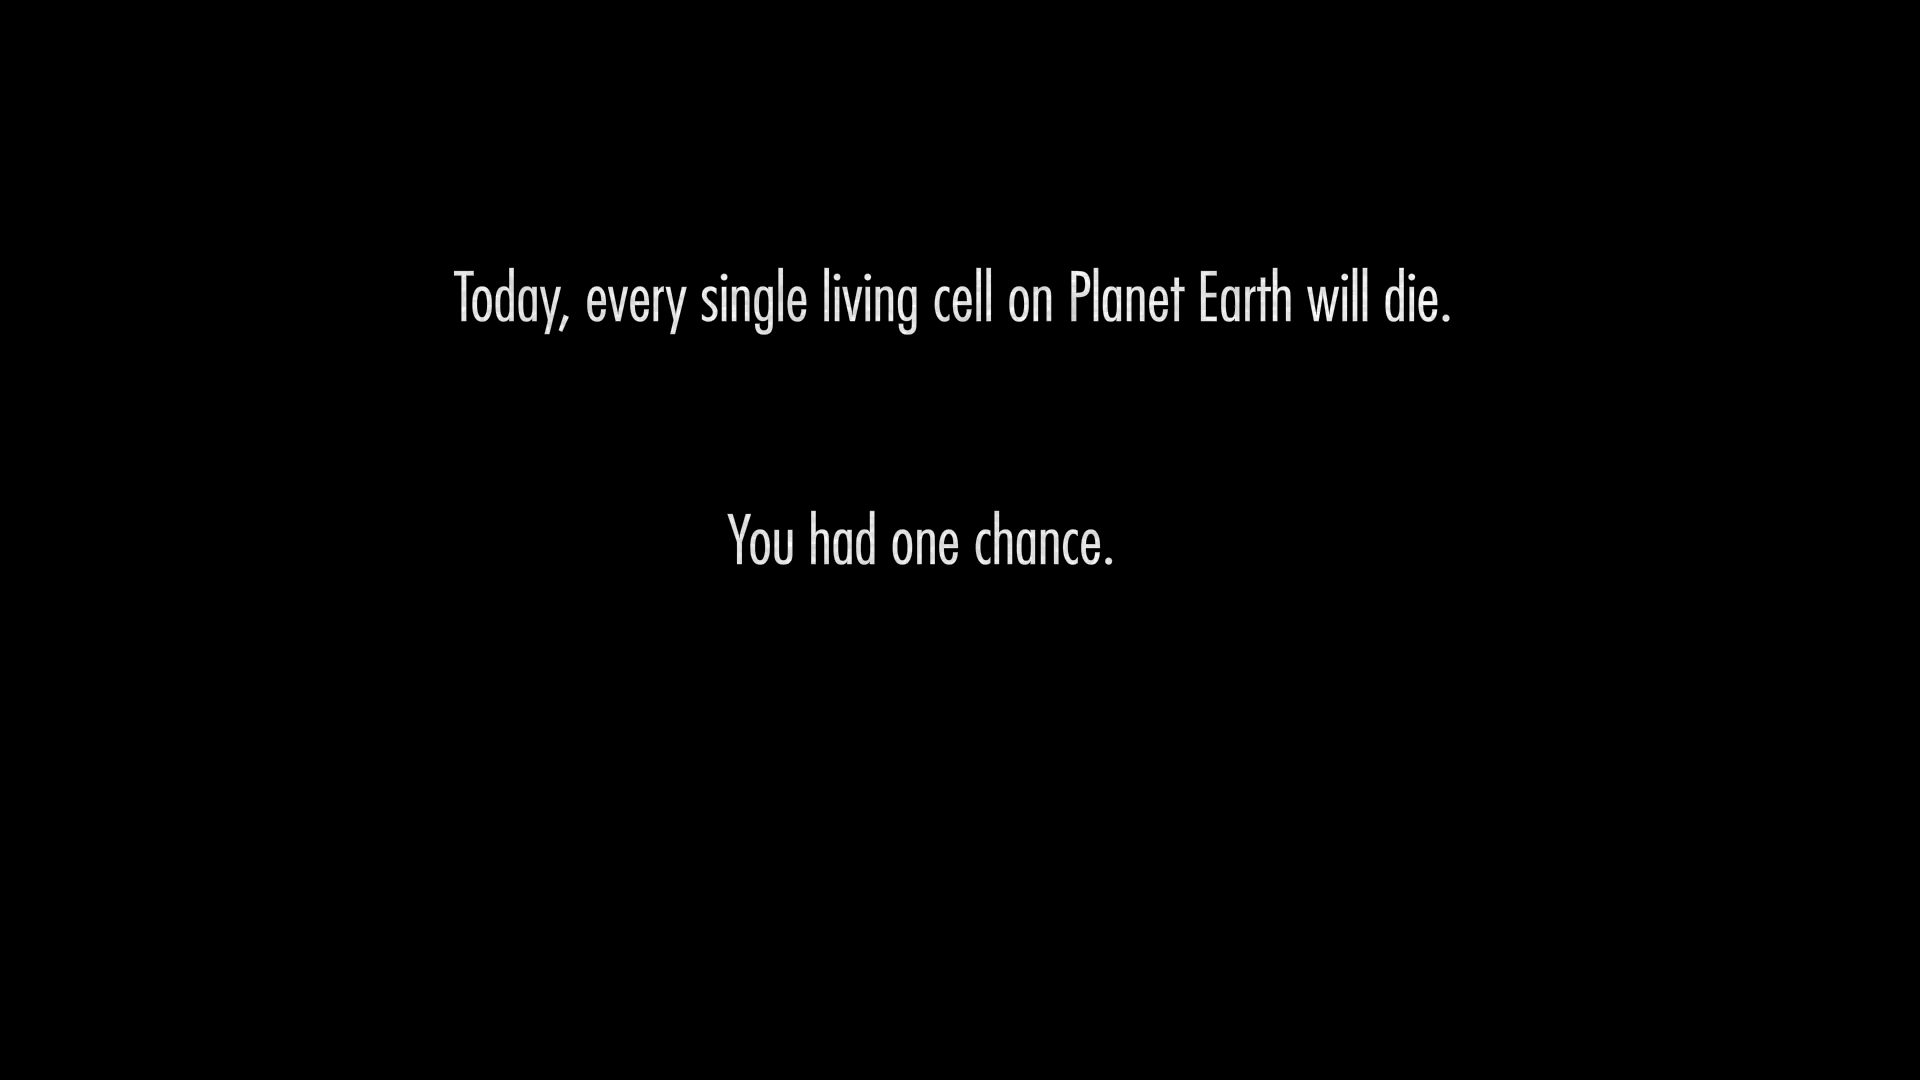 Today, every single living cell on Planet Earth will die.
You had one chance.